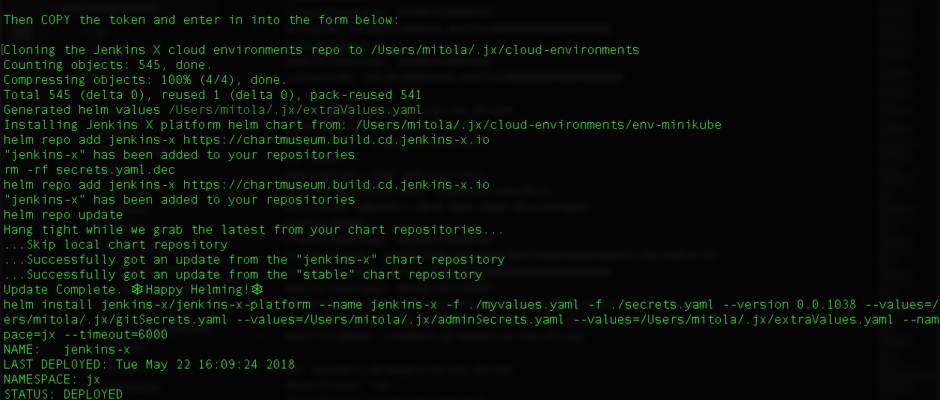 Then COPY the token and enter in into the form below:
Cloning the Jenkins X cloud environments repo to /Users/mitola/.jx/cloud-environments
Counting objects: 545, done.
Compressing objects: 100% (4/4), done.
Total 545 (delta 0), reused 1 (delta 0), pack-reused 541
Generated helm values /Users/mitola/.jx/extraValues.yaml
Installing Jenkins X platform helm chart from: /Users/mitola/.jx/cloud-environments/env-minikube
helm repo add jenkins-x https://chartmuseum.build.cd.jenkins-x.io
"jenkins-x" has been added to your repositories
rm -rf secrets.yaml.dec
helm repo add jenkins-x https://chartmuseum.build.cd.jenkins-x.io
"jenkins-x" has been added to your repositories
helm repo update
Hang tight while we grab the latest from your chart repositories...
...Skip local chart repository
...Successfully got an update from the "jenkins-x" chart repository
...Successfully got an update from the "stable" chart repository
Update Complete. ⎈Happy Helming!⎈
helm install jenkins-x/jenkins-x-platform --name jenkins-x -f ./myvalues.yaml -f ./secrets.yaml --version 0.0.1038 --values=/
ers/mitola/.jx/gitSecrets.yaml --values=/Users/mitola/.jx/adminSecrets.yaml --values=/Users/mitola/.jx/extraValues.yaml --nam
pace=jx --timeout=6000
NAME:   jenkins-x
LAST DEPLOYED: Tue May 22 16:09:24 2018
NAMESPACE: jx
STATUS: DEPLOYED